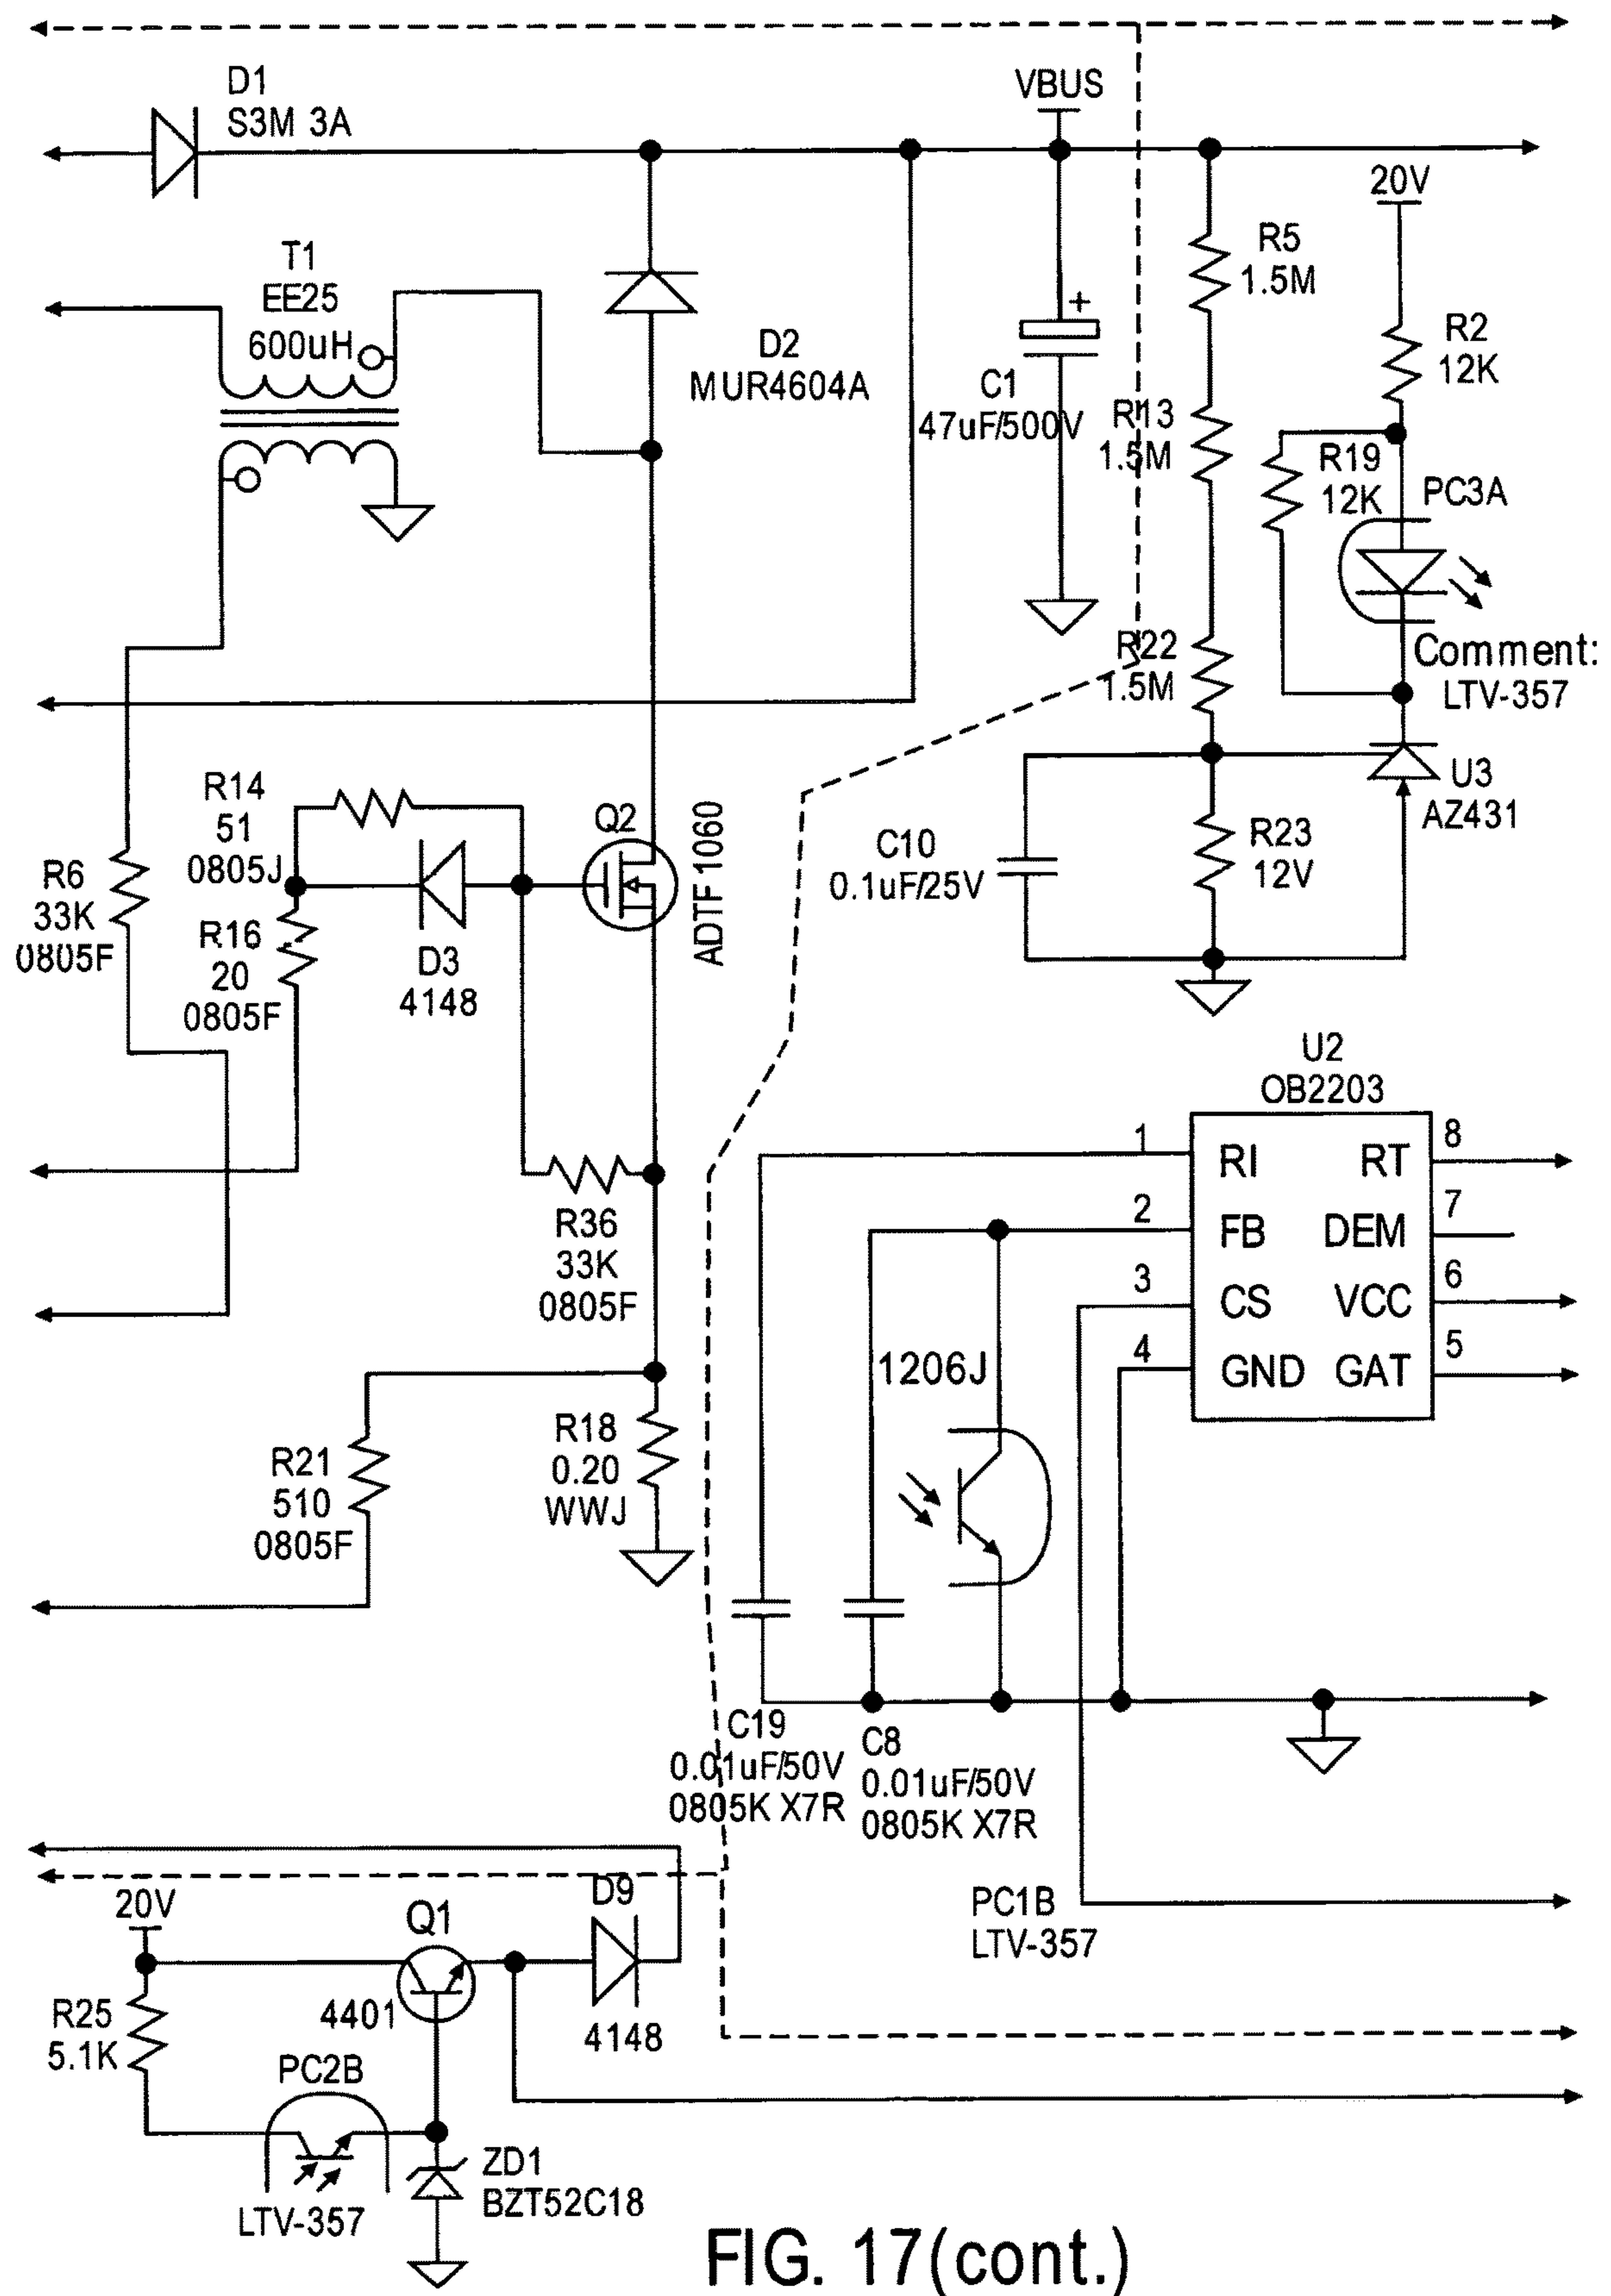 D1
S3M 3A
VBUS
20V
T1
EE25
600uH
D2
MUR4604A
C1
47uF/500V
+
R5
1.5M
R13
1.5M
R2
12K
R19
12K
PC3A
Comment:
LTV-357
R22
1.5M
U3
AZ431
R14
51
0805J
R6
33K
0805F
R16
20
0805F
D3
4148
Q2
ADTF 1060
C10
0.1uF/25V
R23
12V
U2
OB2203
1
RI
RT
8
2
FB
DEM
7
3
CS
VCC
6
4
GND
GAT
5
R36
33K
0805F
1206J
R21
510
0805F
R18
0.20
WWJ
C19
0.01uF/50V
0805K X7R
C8
0.01uF/50V
0805K X7R
PC1B
LTV-357
20V
Q1
4401
D9
4148
R25
5.1K
PC2B
LTV-357
ZD1
BZT52C18
FIG. 17(cont.)